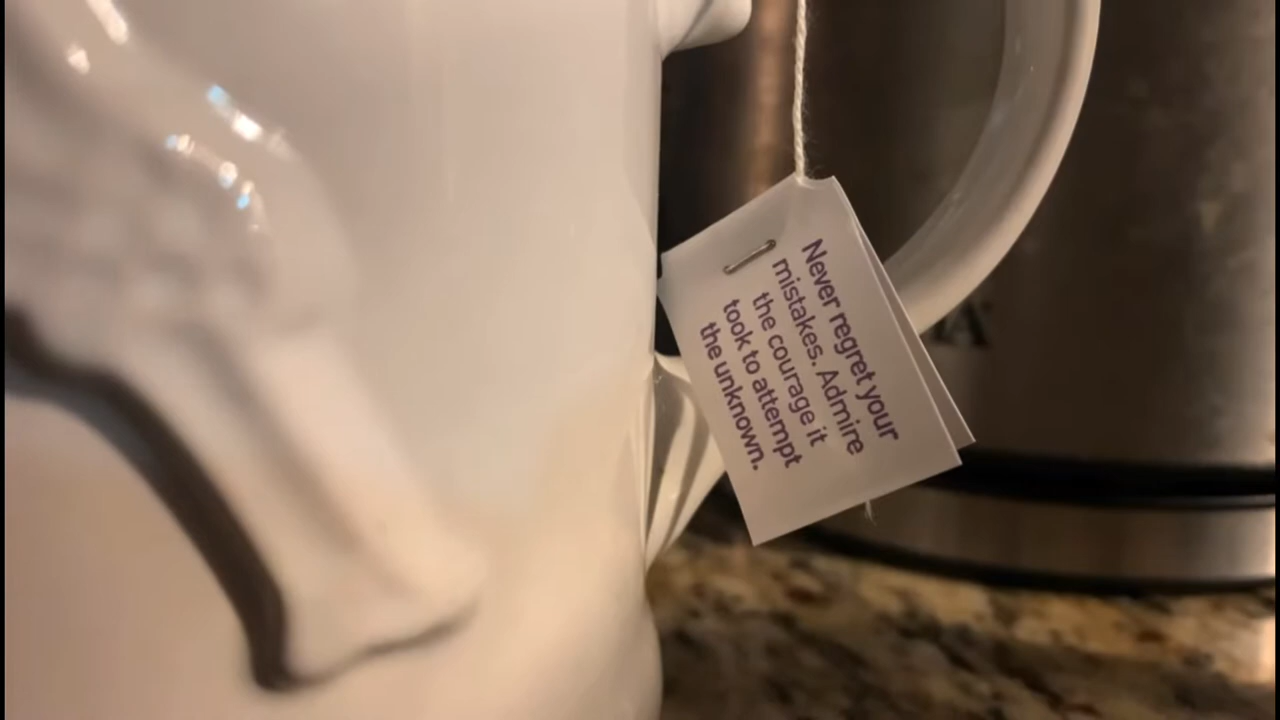 Never regret your
mistakes. Admire
the courage it
took to attempt
the unknown.